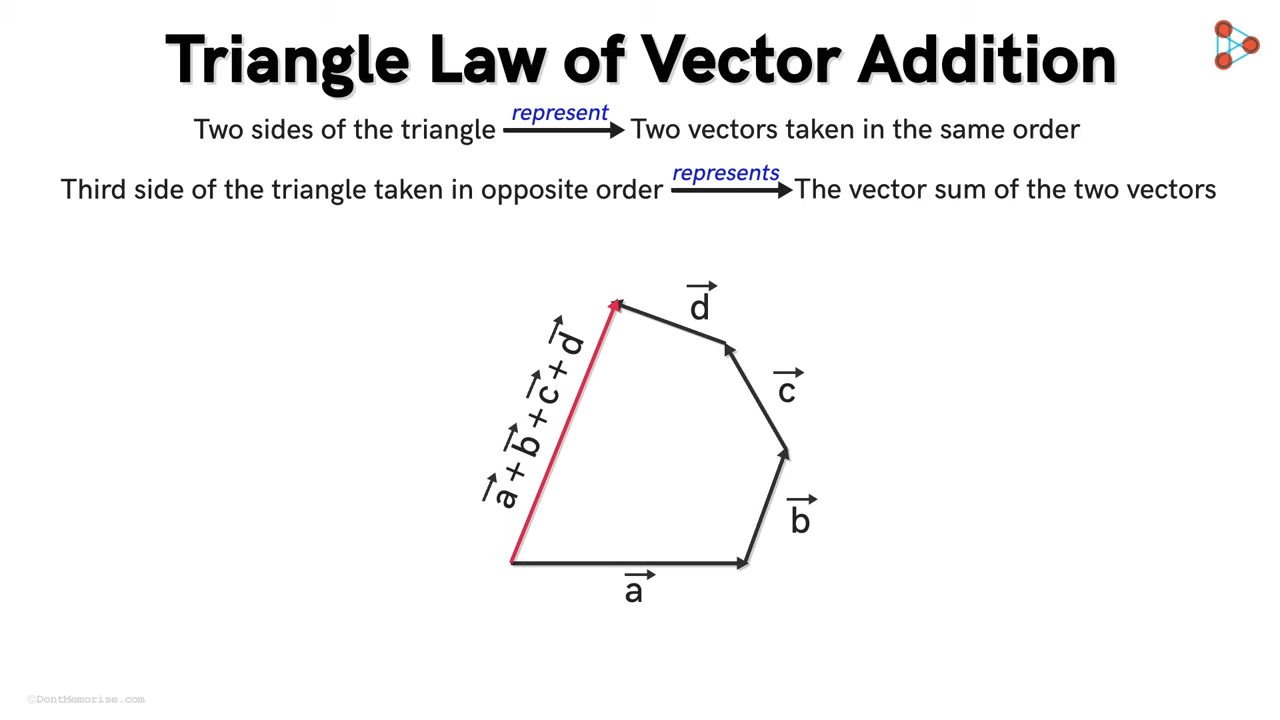 Triangle Law of Vector Addition
represent
Two sides of the triangle Two vectors taken in the same order
represents
Third side of the triangle taken in opposite order The vector sum of the two vectors
d
a + b + c + d
c
b
a
©DontMemorise.com